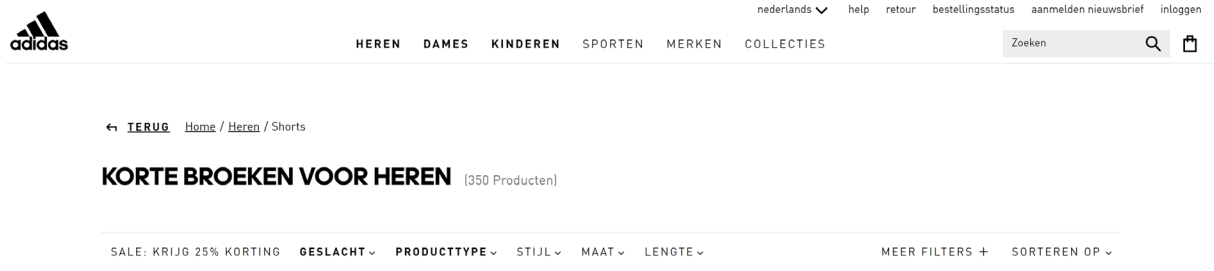 nederlands help retour bestellingsstatus aanmelden nieuwsbrief inloggen
adidas
HEREN DAMES KINDEREN SPORTEN MERKEN COLLECTIES Zoeken
TERUG Home / Heren / Shorts
KORTE BROEKEN VOOR HEREN (350 Producten)
SALE: KRIJG 25% KORTING GESLACHT PRODUCTTYPE STIJL MAAT LENGTE MEER FILTERS + SORTEREN OP